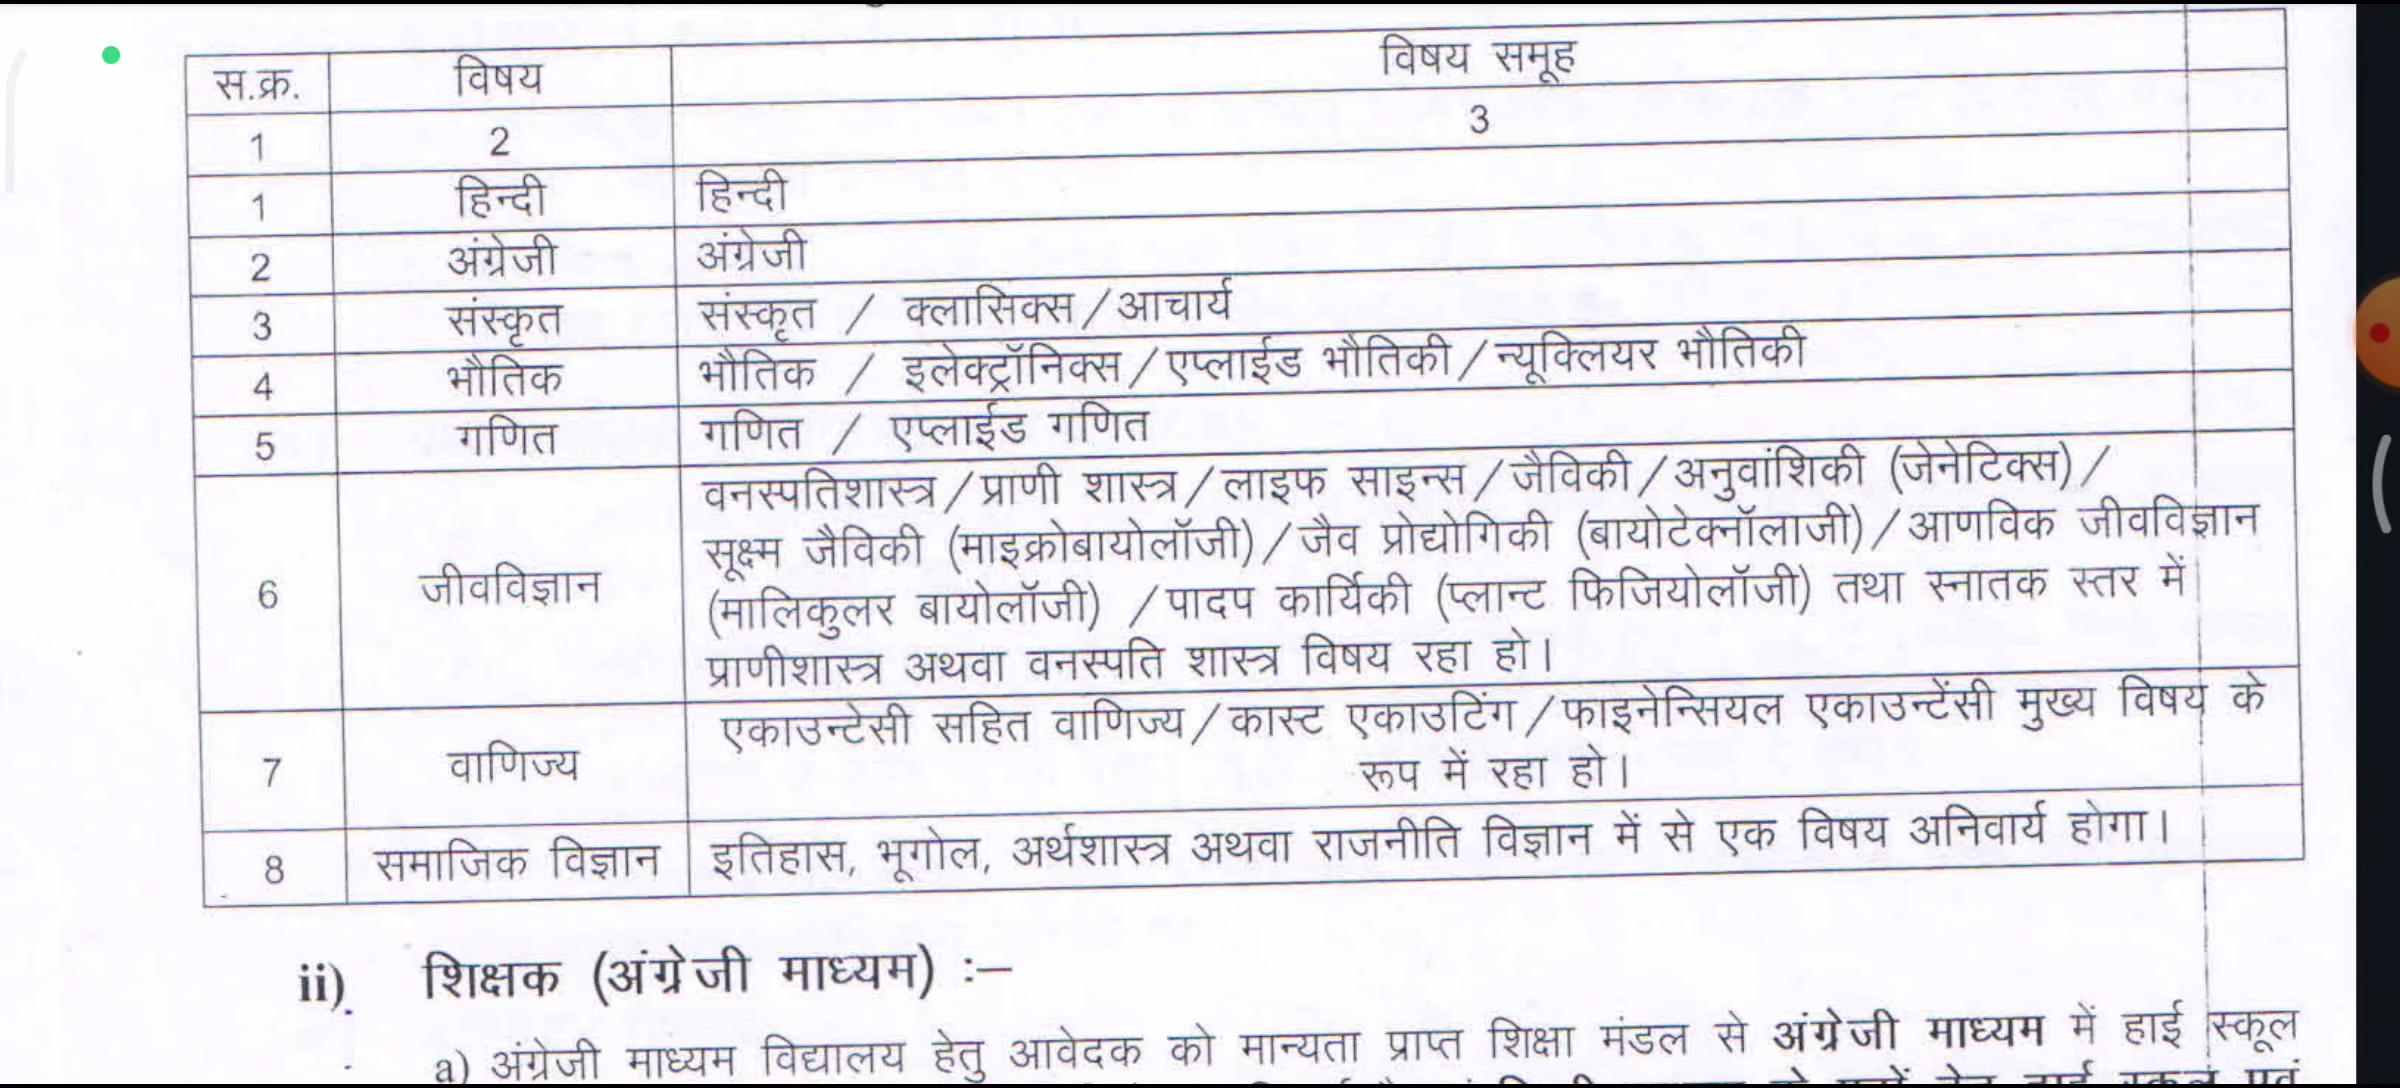 स.क्र. विषय विषय समूह
1 2 3
1 हिन्दी हिन्दी
2 अंग्रेजी अंग्रेजी
3 संस्कृत संस्कृत / क्लासिक्स/आचार्य
4 भौतिक भौतिक / इलेक्ट्रॉनिक्स/एप्लाईड भौतिकी/न्यूक्लियर भौतिकी
5 गणित गणित / एप्लाईड गणित
वनस्पतिशास्त्र/प्राणी शास्त्र/लाइफ साइन्स/जैविकी/अनुवांशिकी (जेनेटिक्स)/
सूक्ष्म जैविकी (माइक्रोबायोलॉजी)/जैव प्रोद्योगिकी (बायोटेक्नॉलाजी)/आणविक जीवविज्ञान
6 जीवविज्ञान (मालिकुलर बायोलॉजी) /पादप कार्यिकी (प्लान्ट फिजियोलॉजी) तथा स्नातक स्तर में
प्राणीशास्त्र अथवा वनस्पति शास्त्र विषय रहा हो।
एकाउन्टेसी सहित वाणिज्य/कास्ट एकाउटिंग/फाइनेन्सियल एकाउन्टेंसी मुख्य विषय के
7 वाणिज्य रूप में रहा हो।
8 समाजिक विज्ञान इतिहास, भूगोल, अर्थशास्त्र अथवा राजनीति विज्ञान में से एक विषय अनिवार्य होगा।
ii) शिक्षक (अंग्रेजी माध्यम) :–
a) अंग्रेजी माध्यम विद्यालय हेतु आवेदक को मान्यता प्राप्त शिक्षा मंडल से अंग्रेजी माध्यम में हाई स्कूल